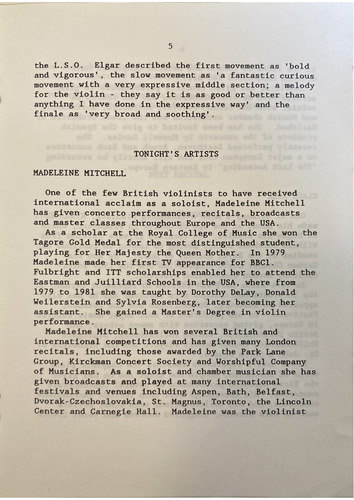 5
the L.S.O. Elgar described the first movement as 'bold
and vigorous', the slow movement as 'a fantastic curious
movement with a very expressive middle section; a melody
for the violin - they say it is as good or better than
anything I have done in the expressive way' and the
finale as 'very broad and soothing'.
TONIGHT'S ARTISTS
MADELEINE MITCHELL
One of the few British violinists to have received
international acclaim as a soloist, Madeleine Mitchell
has given concerto performances, recitals, broadcasts
and master classes throughout Europe and the USA.
As a scholar at the Royal College of Music she won the
Tagore Gold Medal for the most distinguished student,
playing for Her Majesty the Queen Mother. In 1979
Madeleine made her first TV appearance for BBC1.
Fulbright and ITT scholarships enabled her to attend the
Eastman and Juilliard Schools in the USA, where from
1979 to 1981 she was taught by Dorothy DeLay, Donald
Weilerstein and Sylvia Rosenberg, later becoming her
assistant. She gained a Master's Degree in violin
performance.
Madeleine Mitchell has won several British and
international competitions and has given many London
recitals, including those awarded by the Park Lane
Group, Kirckman Concert Society and Worshipful Company
of Musicians. As a soloist and chamber musician she has
given broadcasts and played at many international
festivals and venues including Aspen, Bath, Belfast,
Dvorak-Czechoslovakia, St. Magnus, Toronto, the Lincoln
Center and Carnegie Hall. Madeleine was the violinist